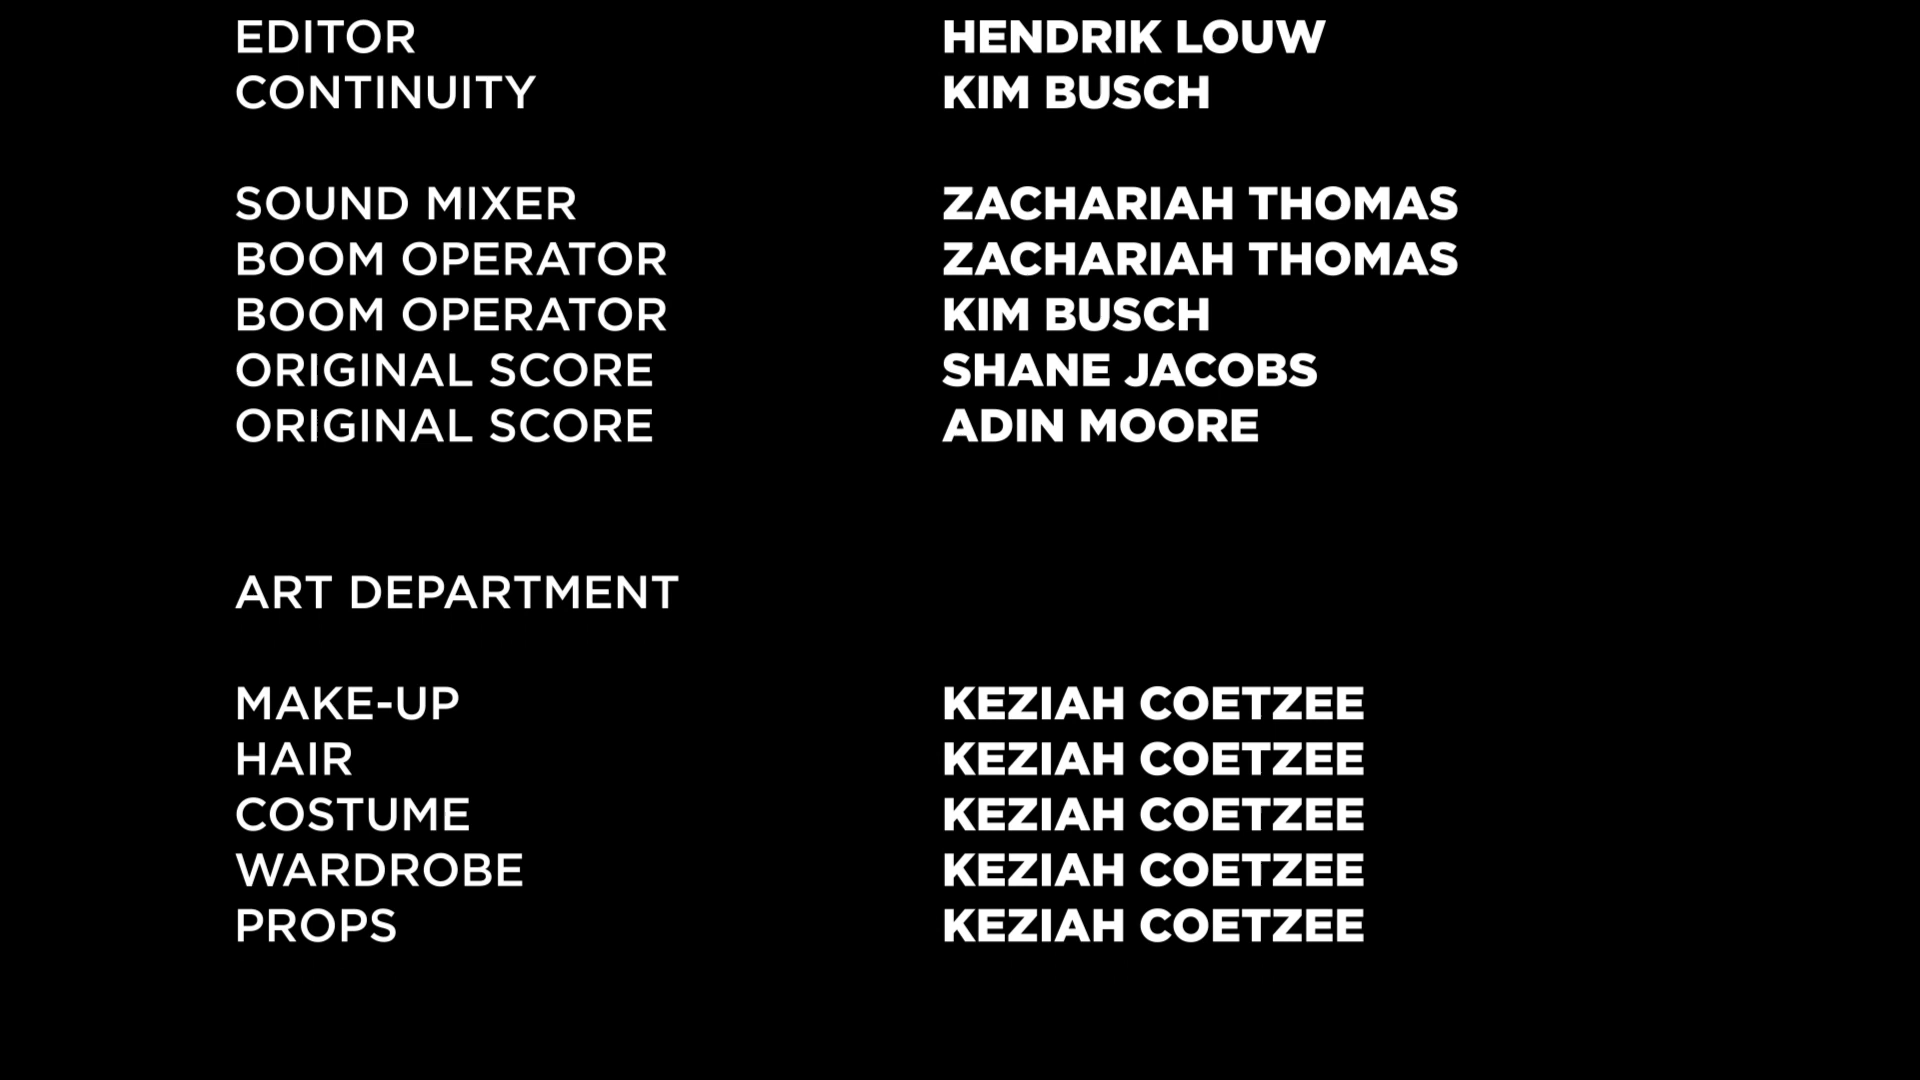 EDITOR HENDRIK LOUW
CONTINUITY KIM BUSCH
SOUND MIXER ZACHARIAH THOMAS
BOOM OPERATOR ZACHARIAH THOMAS
BOOM OPERATOR KIM BUSCH
ORIGINAL SCORE SHANE JACOBS
ORIGINAL SCORE ADIN MOORE
ART DEPARTMENT
MAKE-UP KEZIAH COETZEE
HAIR KEZIAH COETZEE
COSTUME KEZIAH COETZEE
WARDROBE KEZIAH COETZEE
PROPS KEZIAH COETZEE